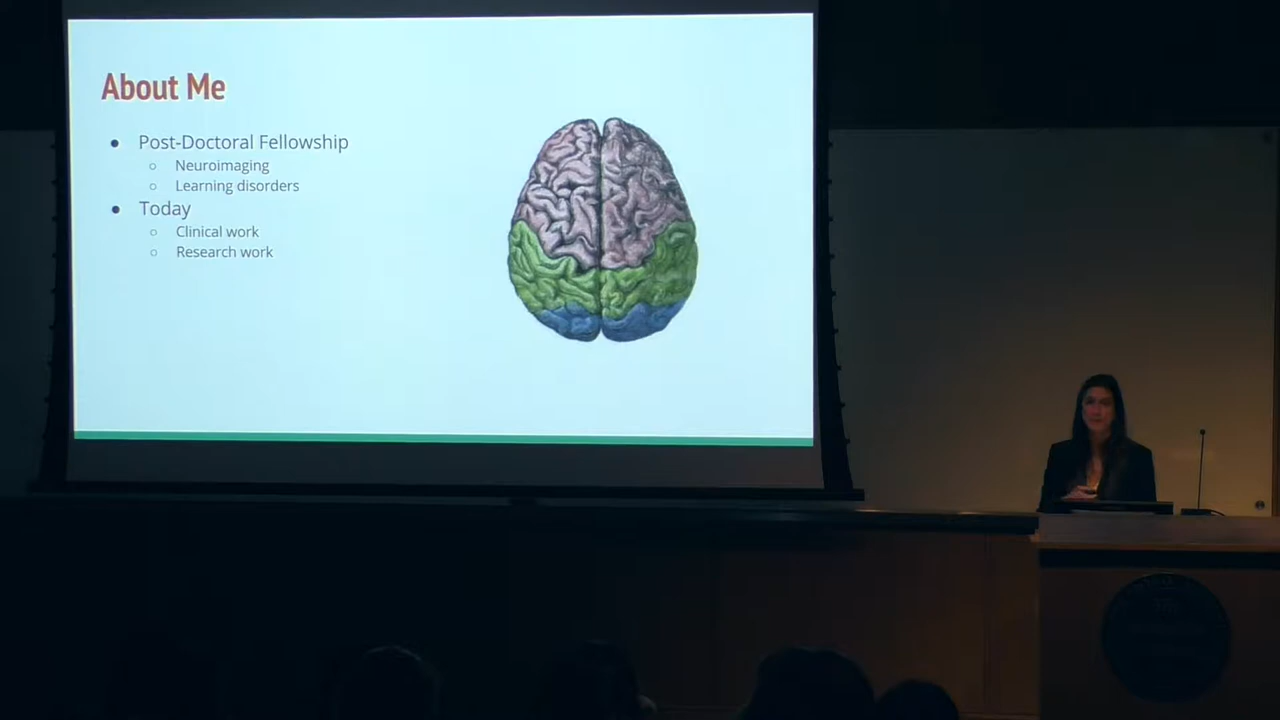 About Me
● Post-Doctoral Fellowship
○ Neuroimaging
○ Learning disorders
● Today
○ Clinical work
○ Research work